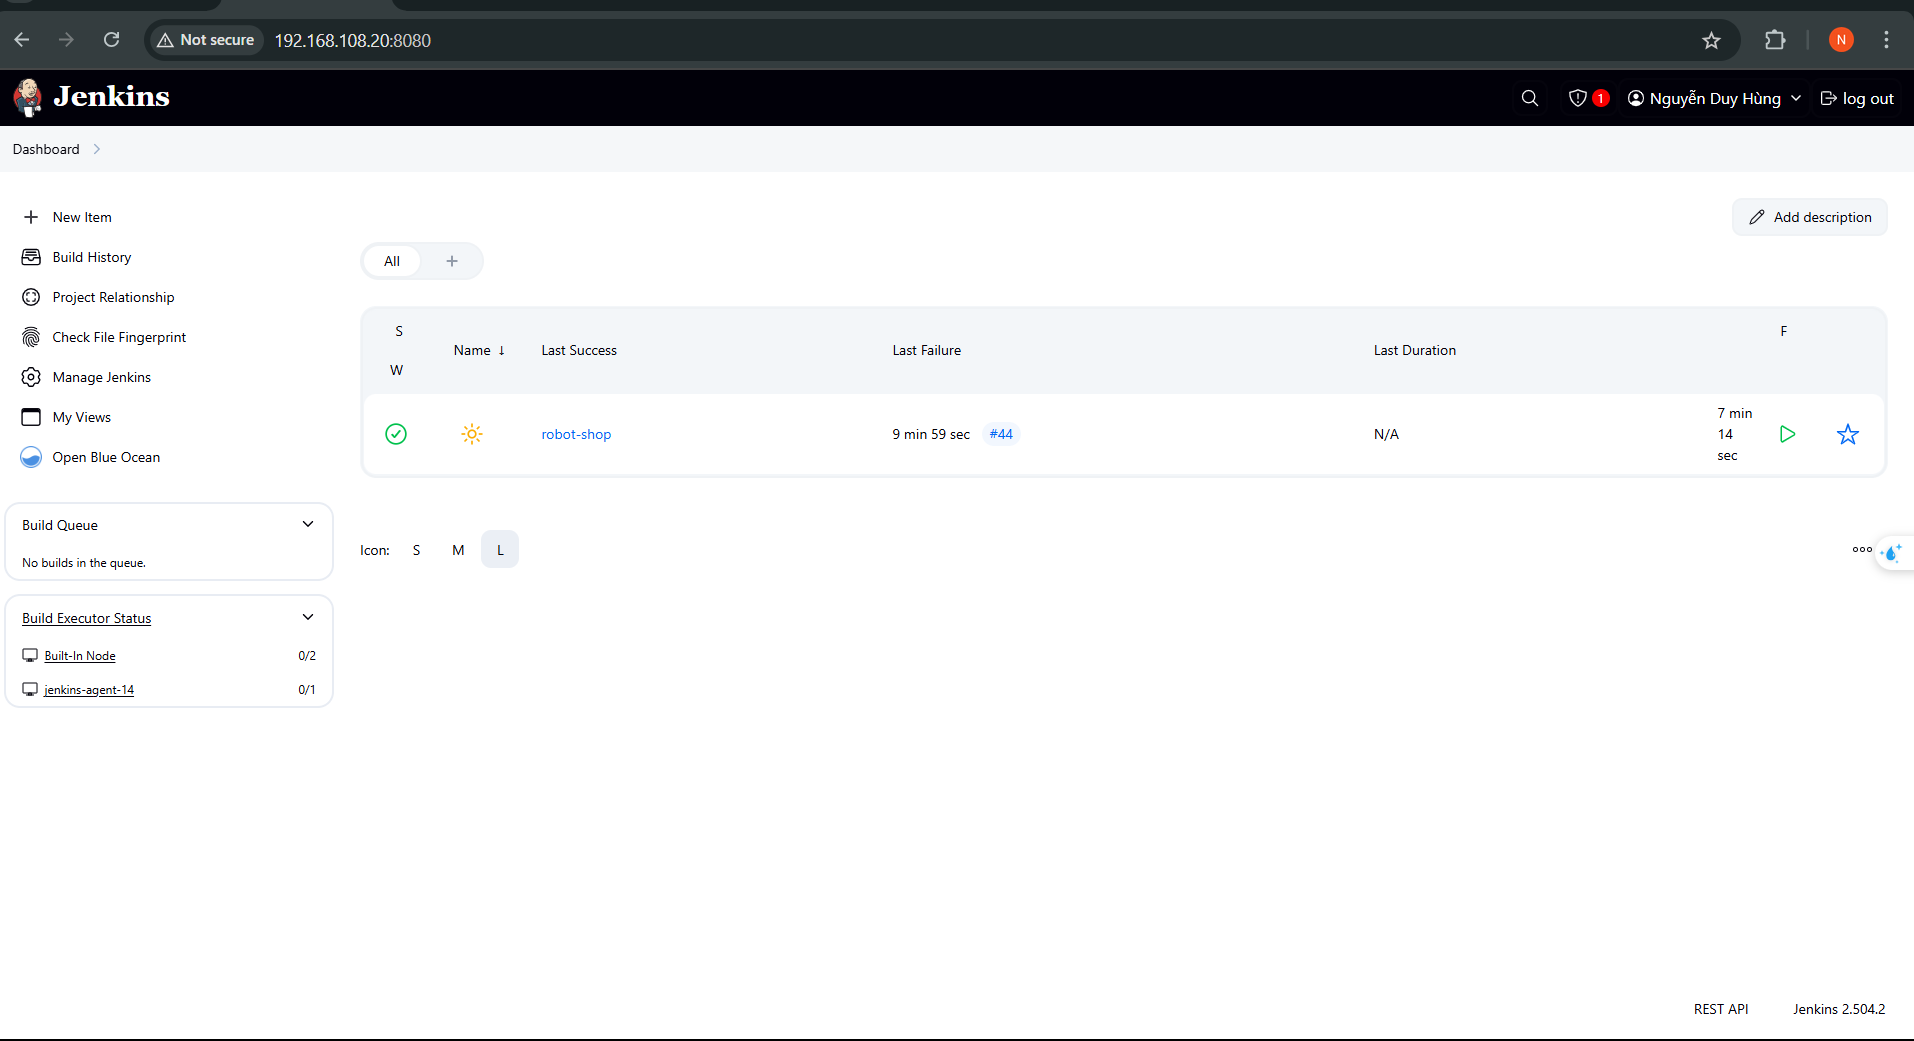 Not secure 192.168.108.20:8080 N
Jenkins 1 Nguyễn Duy Hùng log out
Dashboard
New Item
Build History
Project Relationship
Check File Fingerprint
Manage Jenkins
My Views
Open Blue Ocean
Build Queue
No builds in the queue.
Build Executor Status
Built-In Node 0/2
jenkins-agent-14 0/1
Add description
All +
S
W
Name ↓ Last Success Last Failure Last Duration F
robot-shop 9 min 59 sec #44 N/A 7 min
14
sec
Icon: S M L
REST API Jenkins 2.504.2